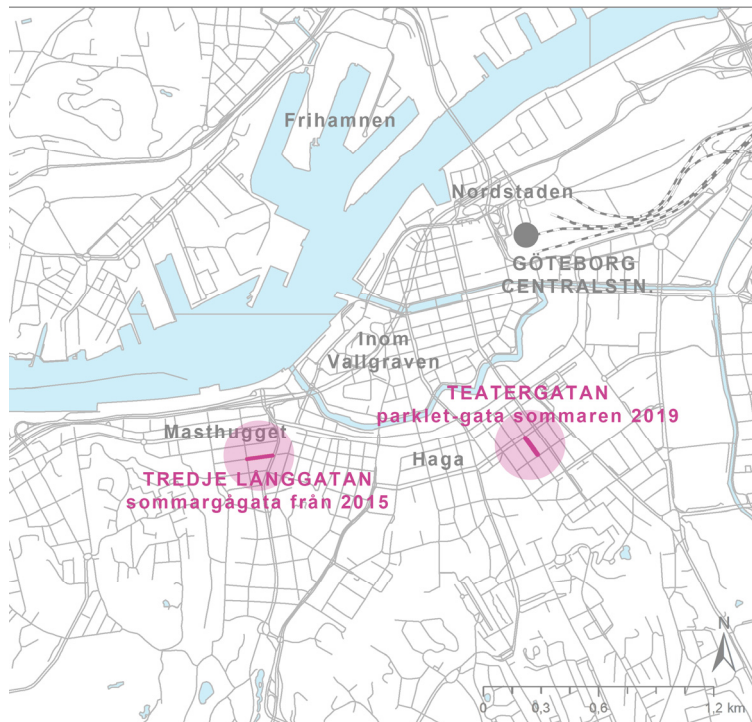 Frihamnen
Nordstaden
GÖTEBORG
CENTRALSTN.
Inom
Vallgraven
TEATERGATAN
parklet-gata sommaren 2019
Masthugget
Haga
TREDJE LÅNGGATAN
sommargågata från 2015
N
0 0,3 0,6 1,2 km